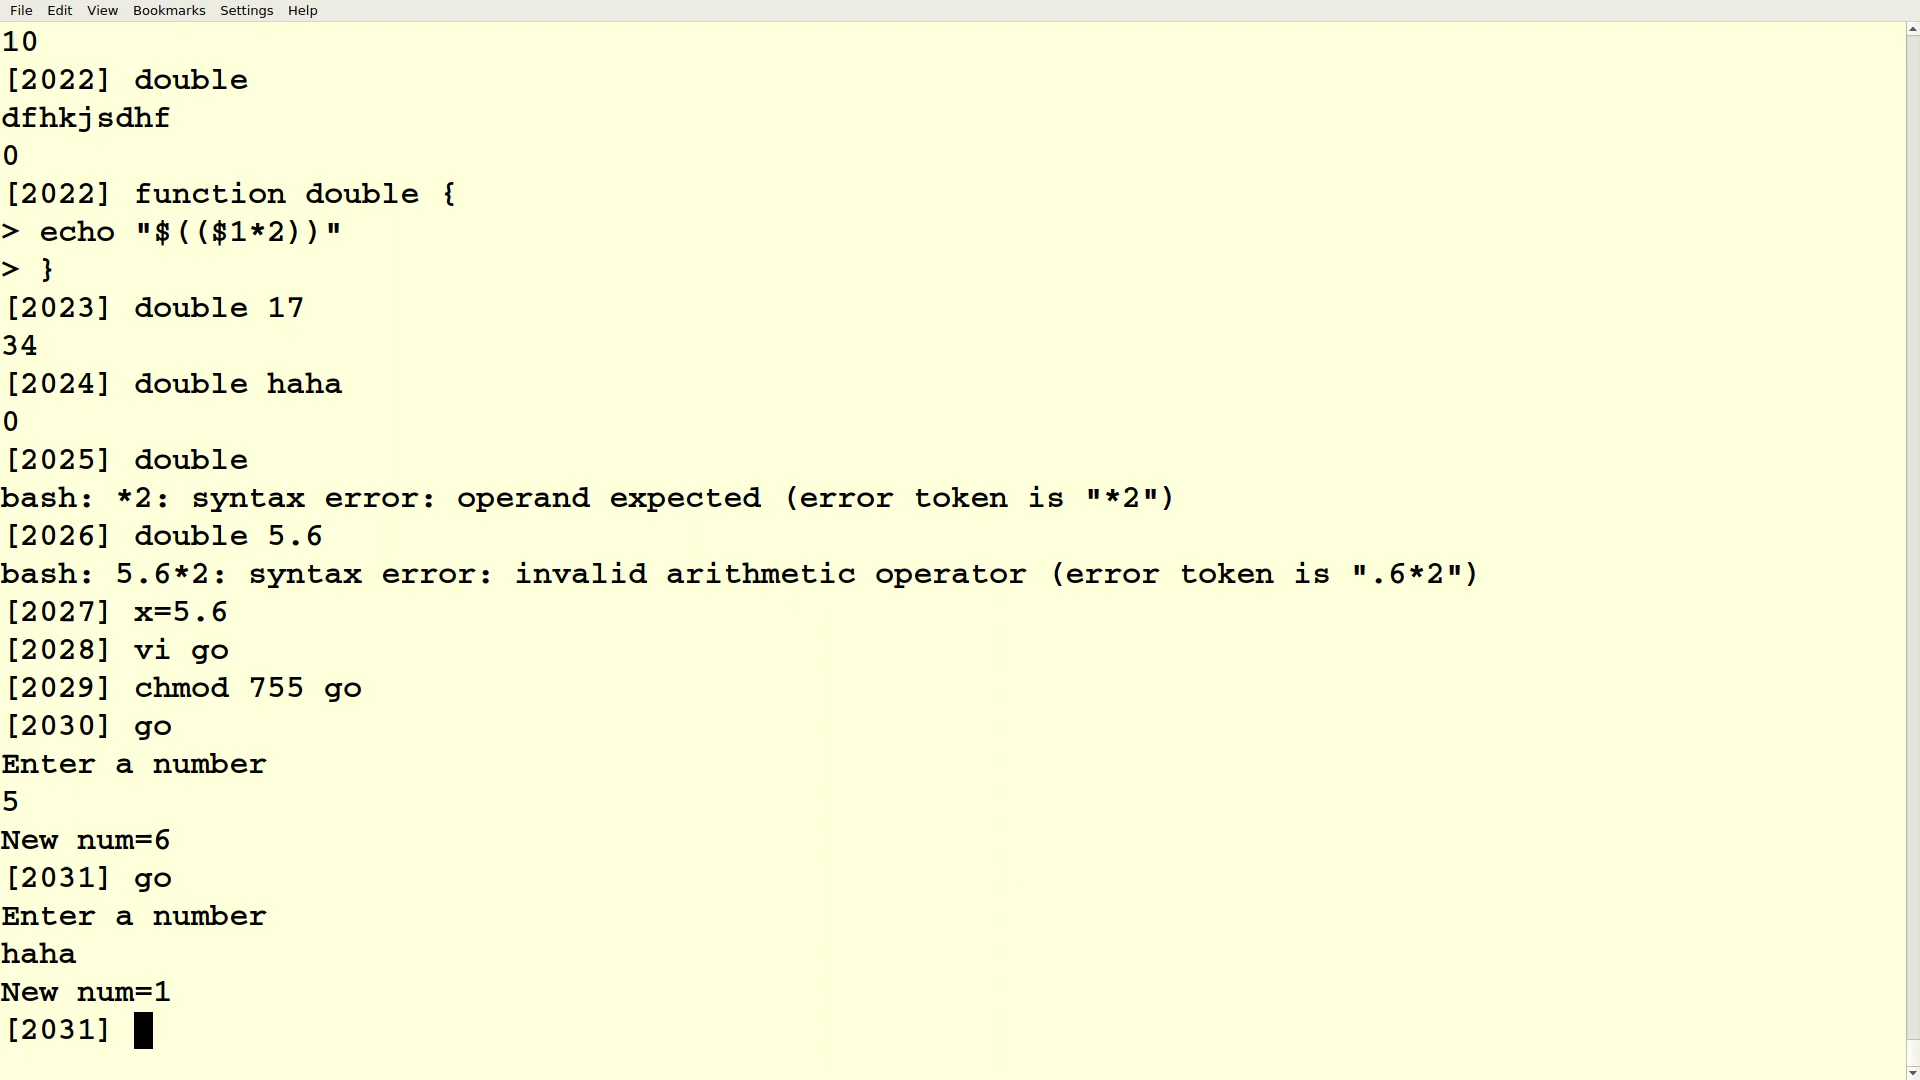 File Edit View Bookmarks Settings Help
10
[2022] double
dfhkjsdhf
0
[2022] function double {
> echo "$(($1*2))"
> }
[2023] double 17
34
[2024] double haha
0
[2025] double
bash: *2: syntax error: operand expected (error token is "*2")
[2026] double 5.6
bash: 5.6*2: syntax error: invalid arithmetic operator (error token is ".6*2")
[2027] x=5.6
[2028] vi go
[2029] chmod 755 go
[2030] go
Enter a number
5
New num=6
[2031] go
Enter a number
haha
New num=1
[2031]